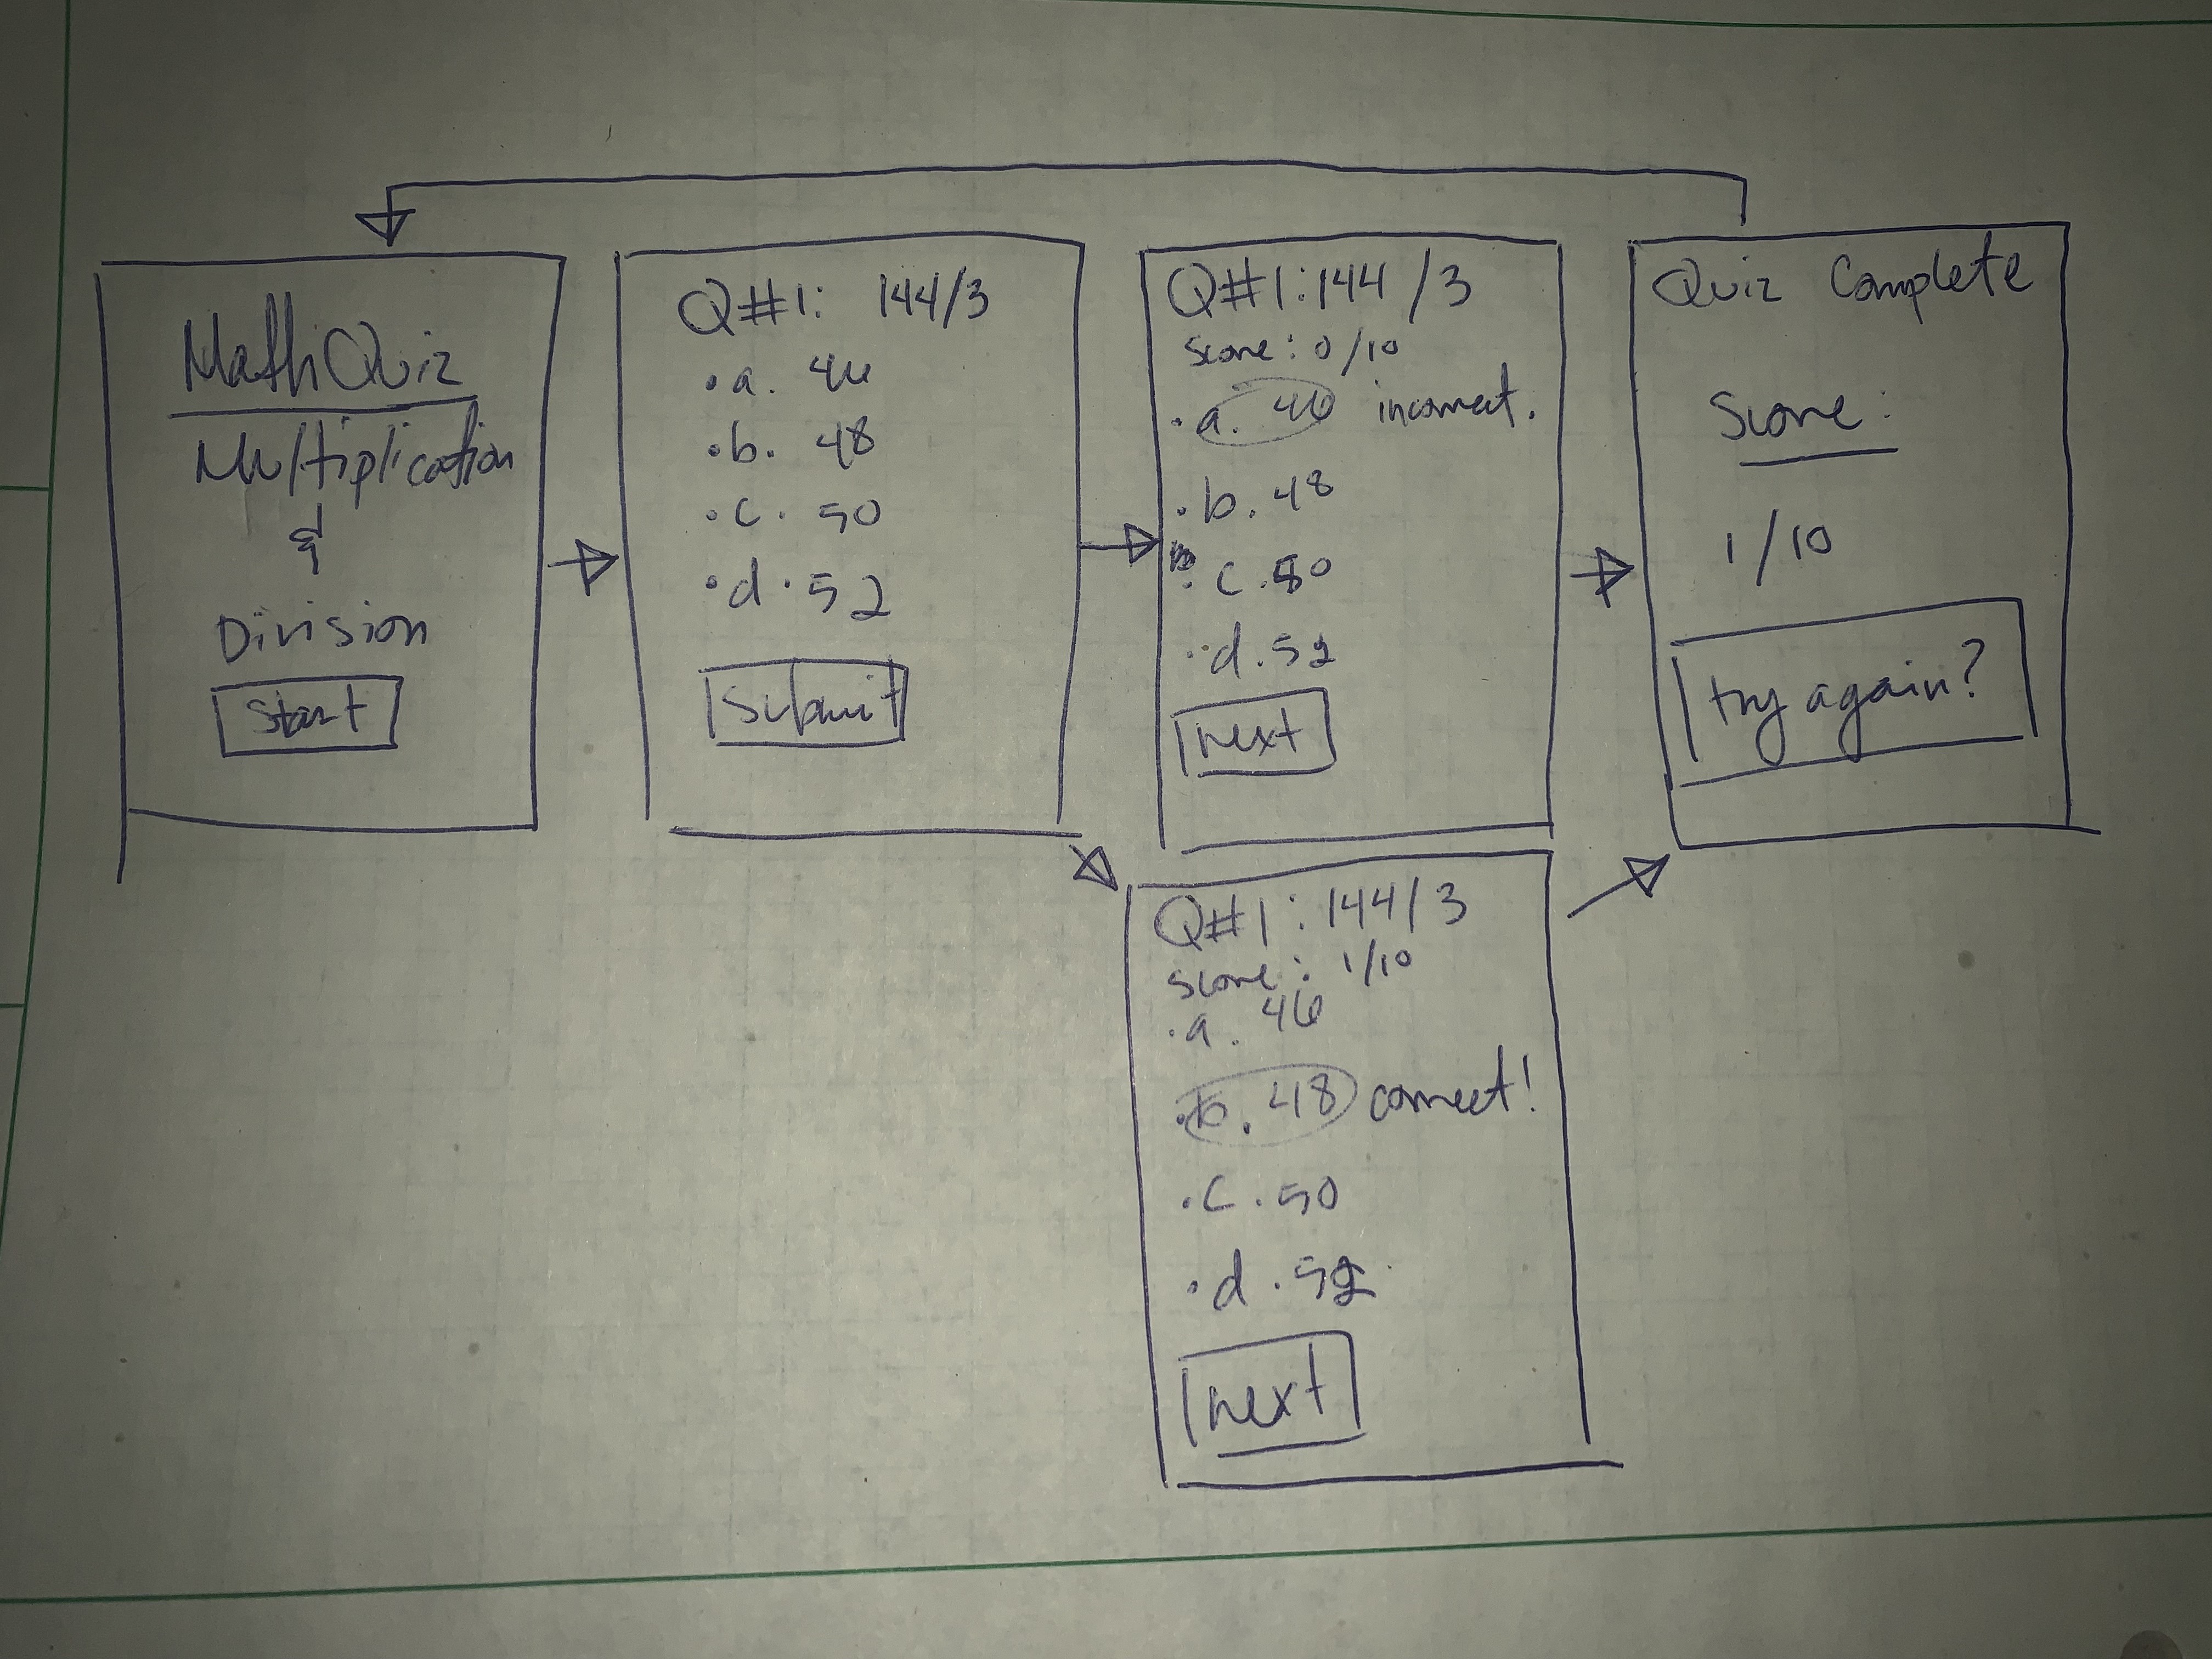 Math Quiz
Multiplication
&
Division
Start
Q#1: 144/3
• a. 46
• b. 48
• c. 50
• d. 52
Submit
Q#1: 144/3
Score: 0/10
• a. 46 incorrect.
• b. 48
• c. 50
• d. 52
next
Q#1: 144/3
Score: 1/10
• a. 46
• b. 48 correct!
• c. 50
• d. 52
next
Quiz Complete
Score:
1/10
try again?